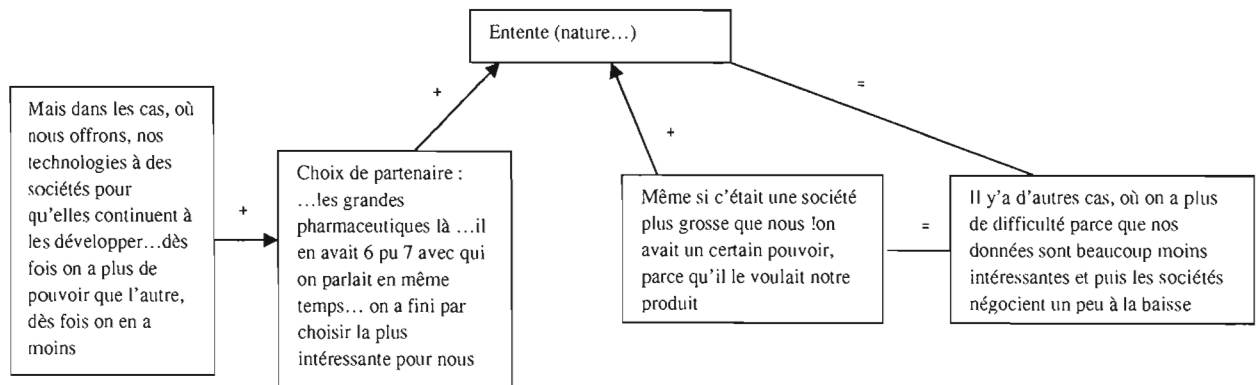 Entente (nature…)
+
=
Mais dans les cas, où
nous offrons, nos
technologies à des
sociétés pour
qu'elles continuent à
les développer…dès
fois on a plus de
pouvoir que l'autre,
dès fois on en a
moins
+
Choix de partenaire :
…les grandes
pharmaceutiques là …il
en avait 6 pu 7 avec qui
on parlait en même
temps… on a fini par
choisir la plus
intéressante pour nous
+
Même si c'était une société
plus grosse que nous !on
avait un certain pouvoir,
parce qu'il le voulait notre
produit
=
Il y'a d'autres cas, où on a plus
de difficulté parce que nos
données sont beaucoup moins
intéressantes et puis les sociétés
négocient un peu à la baisse